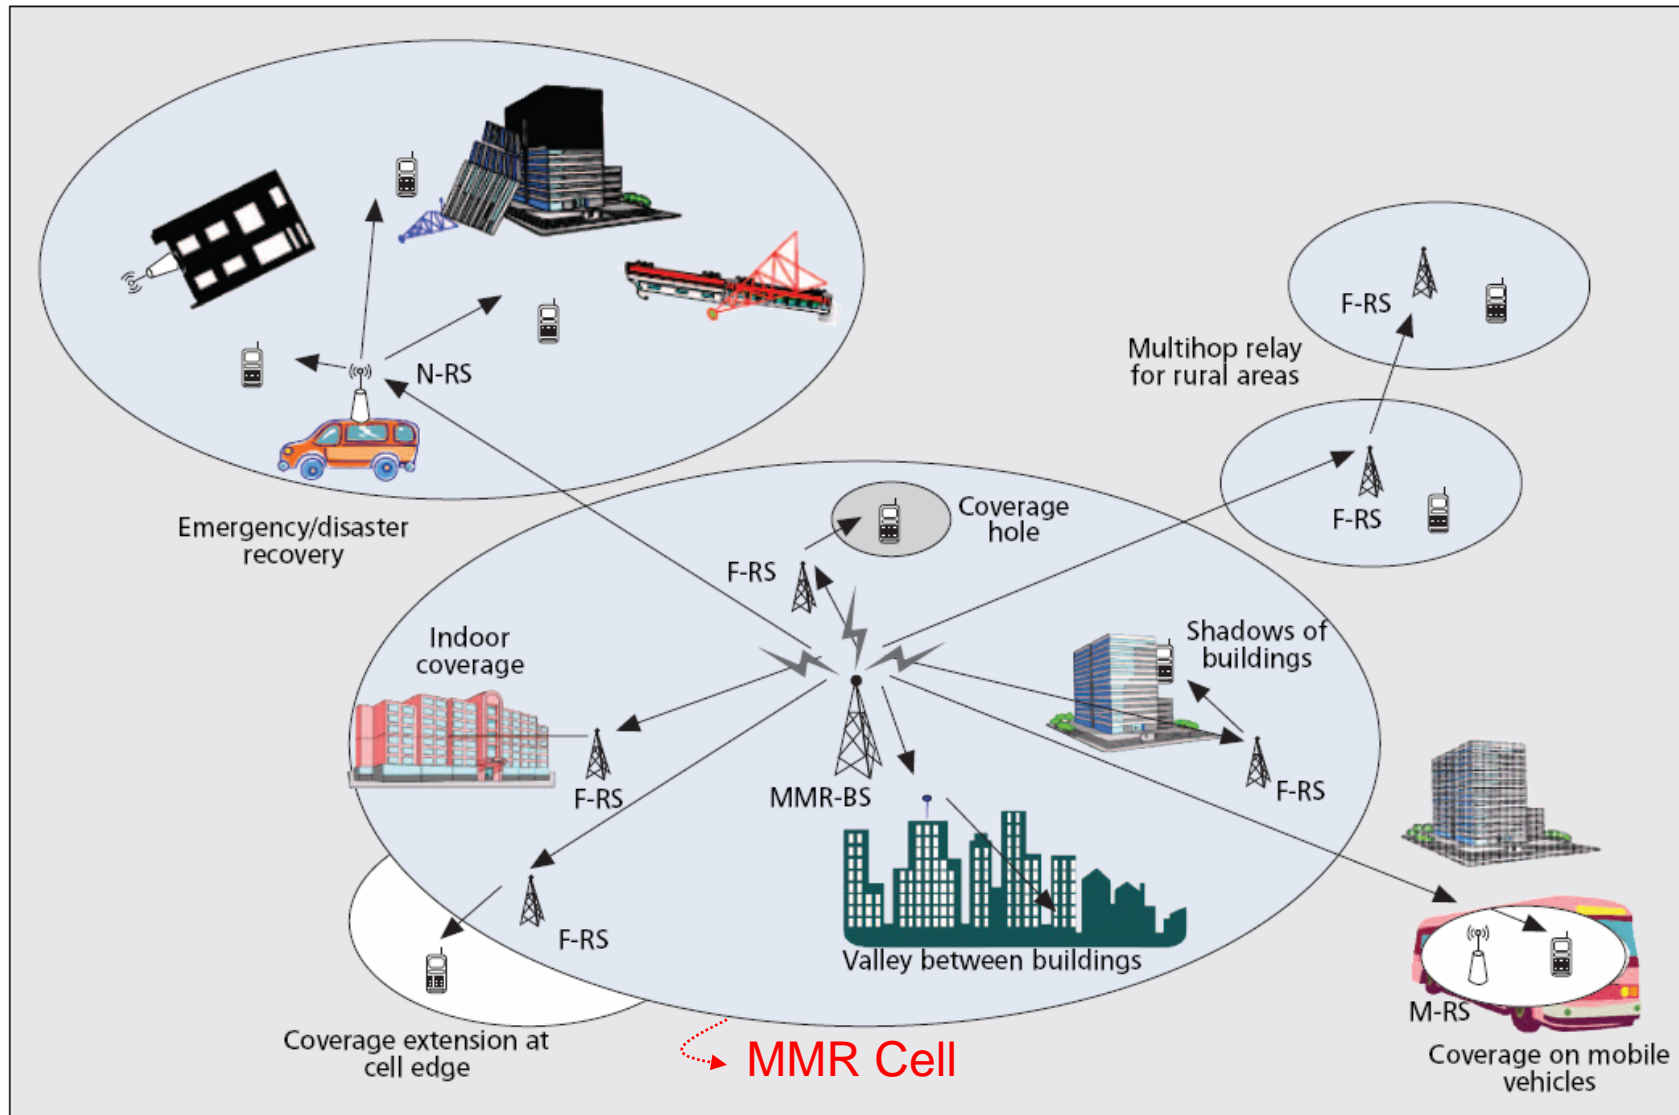 N-RS
Emergency/disaster
recovery
F-RS
Multihop relay
for rural areas
F-RS
Coverage
hole
F-RS
Indoor
coverage
Shadows of
buildings
F-RS
MMR-BS
F-RS
F-RS
Valley between buildings
M-RS
Coverage extension at
cell edge
MMR Cell
Coverage on mobile
vehicles